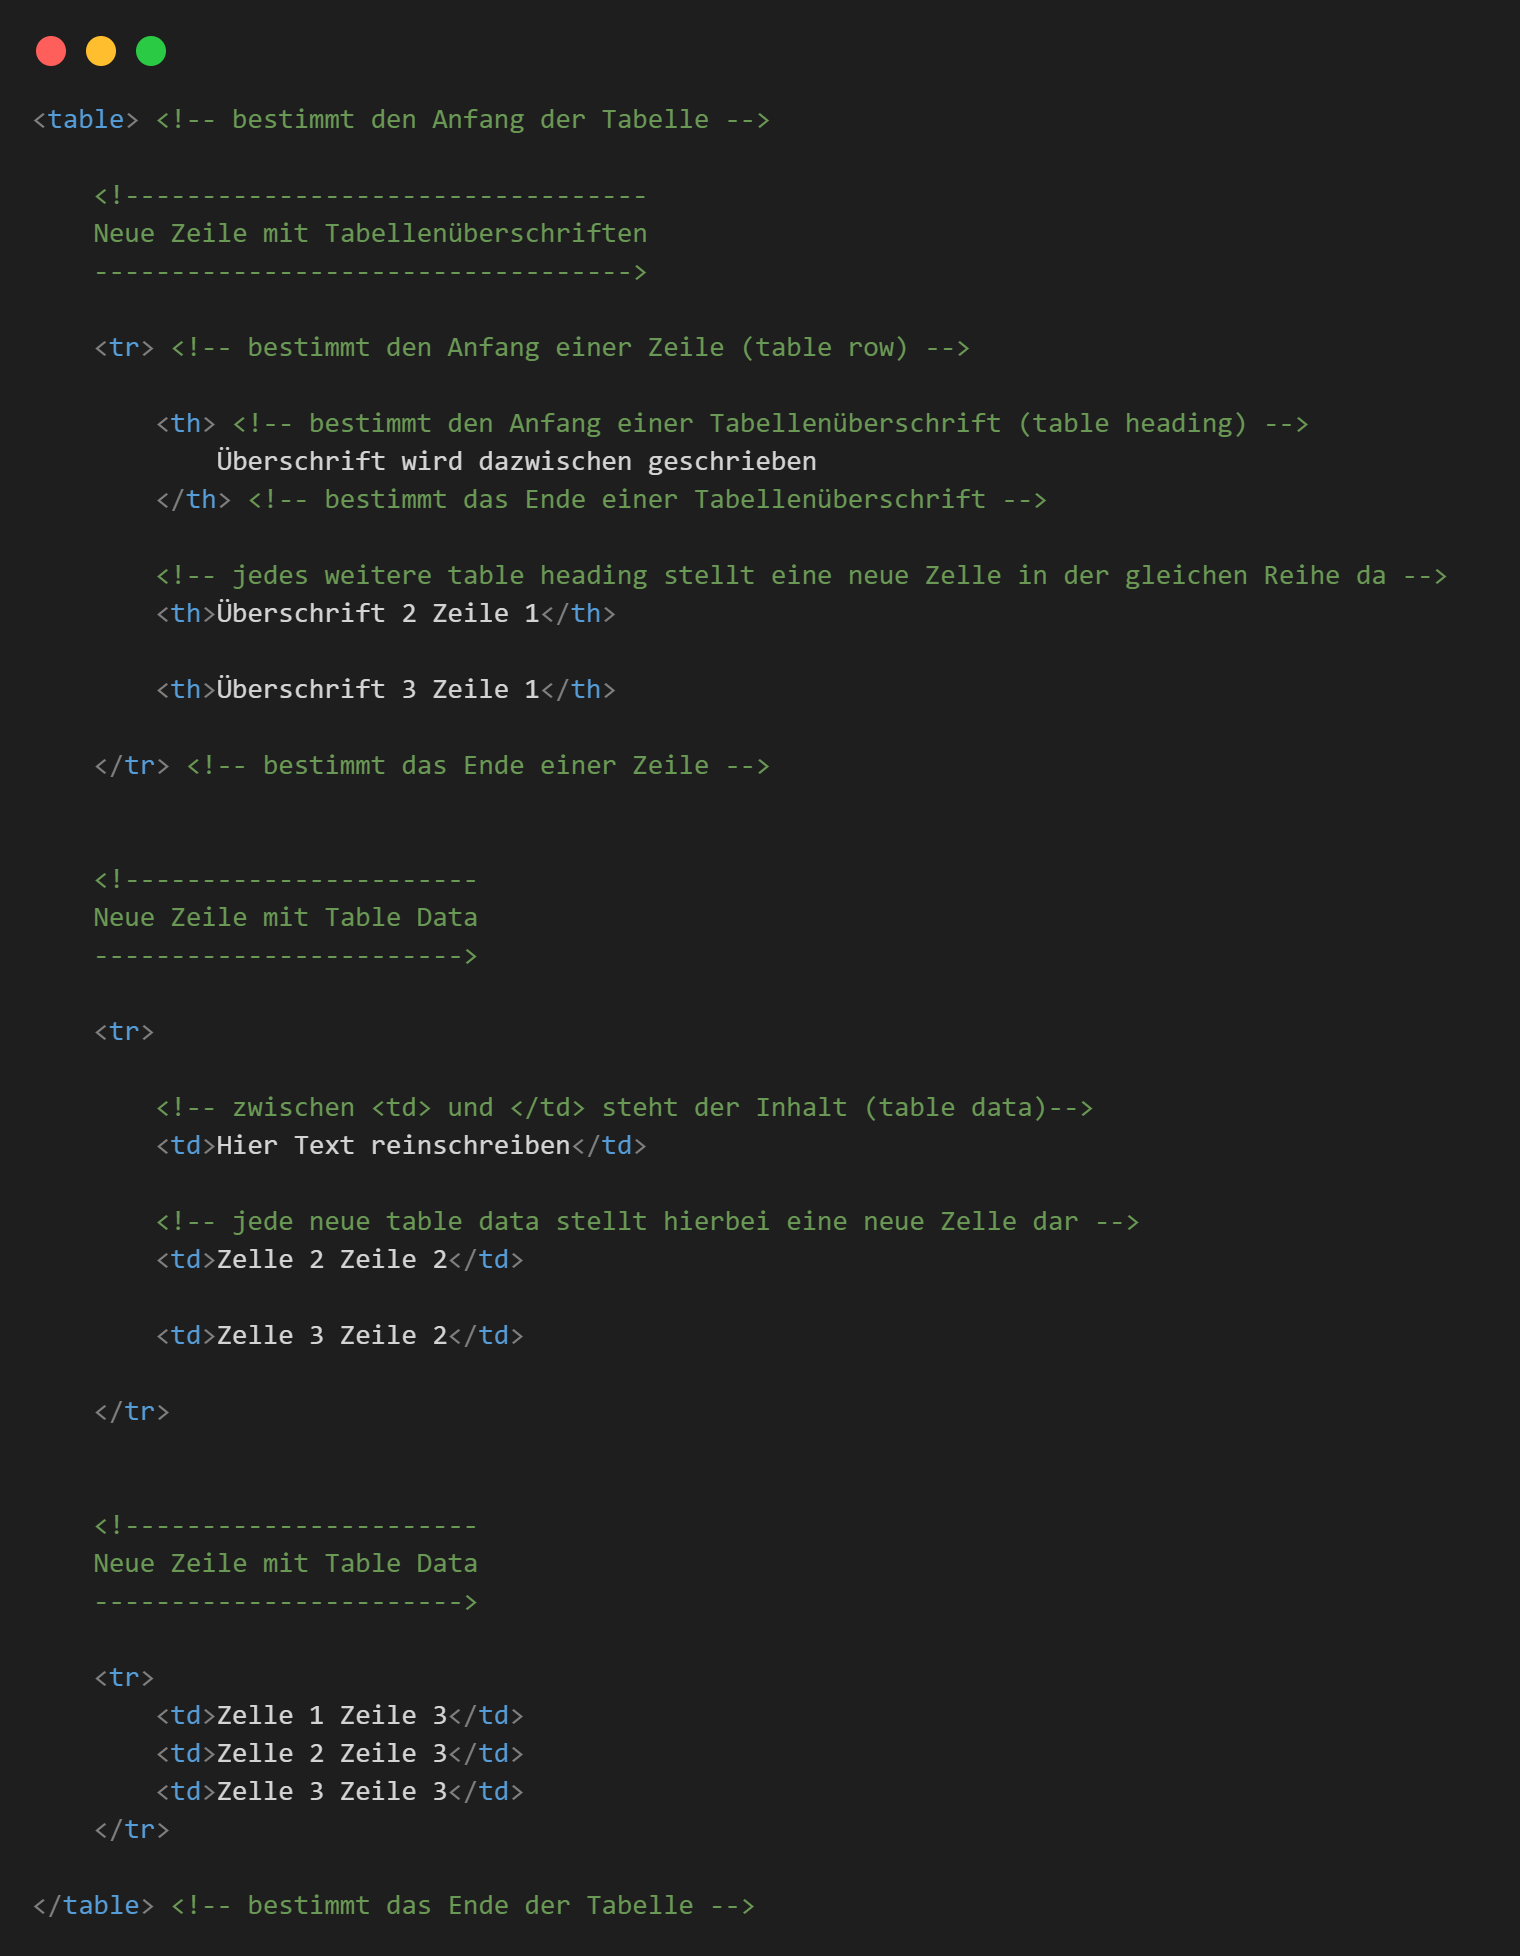 <table> <!-- bestimmt den Anfang der Tabelle -->
<!----------------------------------
Neue Zeile mit Tabellenüberschriften
----------------------------------->
<tr> <!-- bestimmt den Anfang einer Zeile (table row) -->
<th> <!-- bestimmt den Anfang einer Tabellenüberschrift (table heading) -->
Überschrift wird dazwischen geschrieben
</th> <!-- bestimmt das Ende einer Tabellenüberschrift -->
<!-- jedes weitere table heading stellt eine neue Zelle in der gleichen Reihe da -->
<th>Überschrift 2 Zeile 1</th>
<th>Überschrift 3 Zeile 1</th>
</tr> <!-- bestimmt das Ende einer Zeile -->
<!-----------------------
Neue Zeile mit Table Data
------------------------>
<tr>
<!-- zwischen <td> und </td> steht der Inhalt (table data)-->
<td>Hier Text reinschreiben</td>
<!-- jede neue table data stellt hierbei eine neue Zelle dar -->
<td>Zelle 2 Zeile 2</td>
<td>Zelle 3 Zeile 2</td>
</tr>
<!-----------------------
Neue Zeile mit Table Data
------------------------>
<tr>
<td>Zelle 1 Zeile 3</td>
<td>Zelle 2 Zeile 3</td>
<td>Zelle 3 Zeile 3</td>
</tr>
</table> <!-- bestimmt das Ende der Tabelle -->